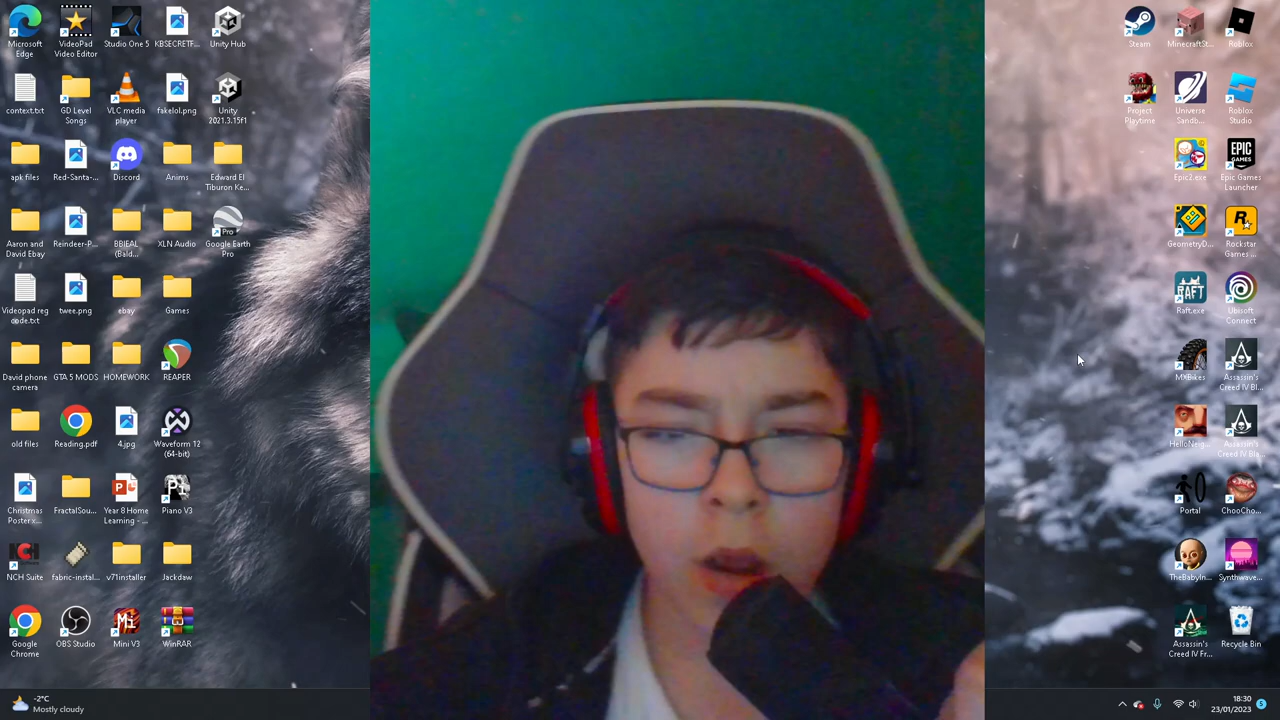 Microsoft
Edge
VideoPad
Video Editor
Studio One 5
KBSECRETF...
Unity Hub
context.txt
GD Level
Songs
VLC media
player
fakelol.png
Unity
2021.3.15f1
apk files
Red-Santa-...
Discord
Anims
Edward El
Tiburon Ke...
Aaron and
David Ebay
Reindeer-P...
BBIEAL
(Bald...
XLN Audio
Pro
Google Earth
Pro
Videopad reg
code.txt
twee.png
ebay
Games
David phone
camera
GTA 5 MODS
HOMEWORK
REAPER
old files
Reading.pdf
4.jpg
Waveform 12
(64-bit)
Christmas
Poster x...
FractalSou...
Year 8 Home
Learning - ...
Piano V3
NCH Suite
fabric-instal...
v71installer
Jackdaw
Google
Chrome
OBS Studio
Mini V3
WinRAR
-2°C
Mostly cloudy
Steam
MinecraftSt...
Roblox
Project
Playtime
Universe
Sandb...
Roblox
Studio
Epic2.exe
EPIC
GAMES
Epic Games
Launcher
GeometryD...
Rockstar
Games ...
RAFT
Raft.exe
Ubisoft
Connect
MXBikes
Assassin's
Creed IV Bl...
HelloNeig...
Assassin's
Creed IV Bla...
Portal
ChooCho...
TheBabyIn...
Synthwave...
Assassin's
Creed IV Fr...
Recycle Bin
18:30
23/01/2023
5